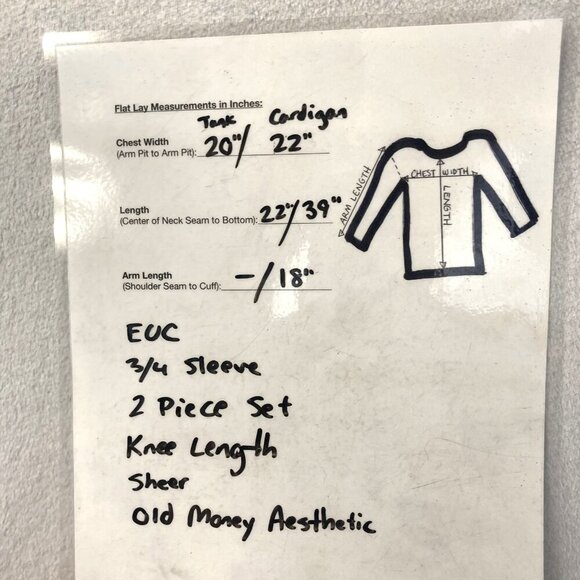 Flat Lay Measurements in Inches:
Tank Cardigan
Chest Width
(Arm Pit to Arm Pit): 20"/ 22"
Length
(Center of Neck Seam to Bottom): 22"/39"
Arm Length
(Shoulder Seam to Cuff): -/18"
ARM LENGTH
CHEST WIDTH
LENGTH
EUC
3/4 Sleeve
2 Piece Set
Knee Length
Sheer
Old Money Aesthetic